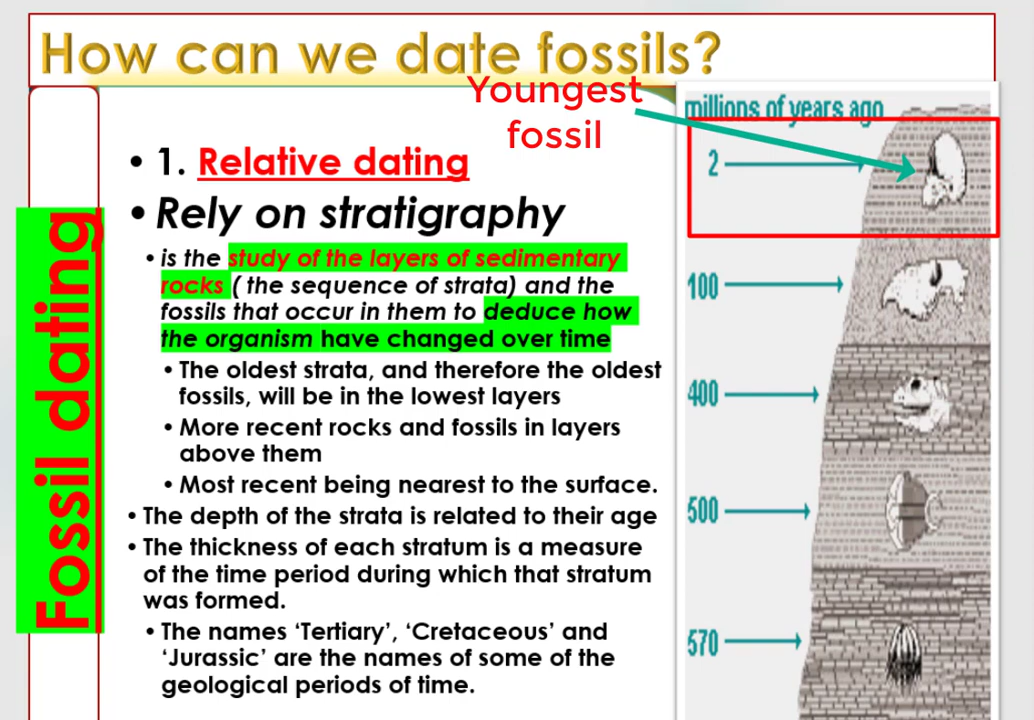 How can we date fossils?
Youngest
fossil
Fossil dating
• 1. Relative dating
• Rely on stratigraphy
• is the study of the layers of sedimentary
rocks ( the sequence of strata) and the
fossils that occur in them to deduce how
the organism have changed over time
• The oldest strata, and therefore the oldest
fossils, will be in the lowest layers
• More recent rocks and fossils in layers
above them
• Most recent being nearest to the surface.
• The depth of the strata is related to their age
• The thickness of each stratum is a measure
of the time period during which that stratum
was formed.
• The names ‘Tertiary’, ‘Cretaceous’ and
‘Jurassic’ are the names of some of the
geological periods of time.
millions of years ago
2
100
400
500
570